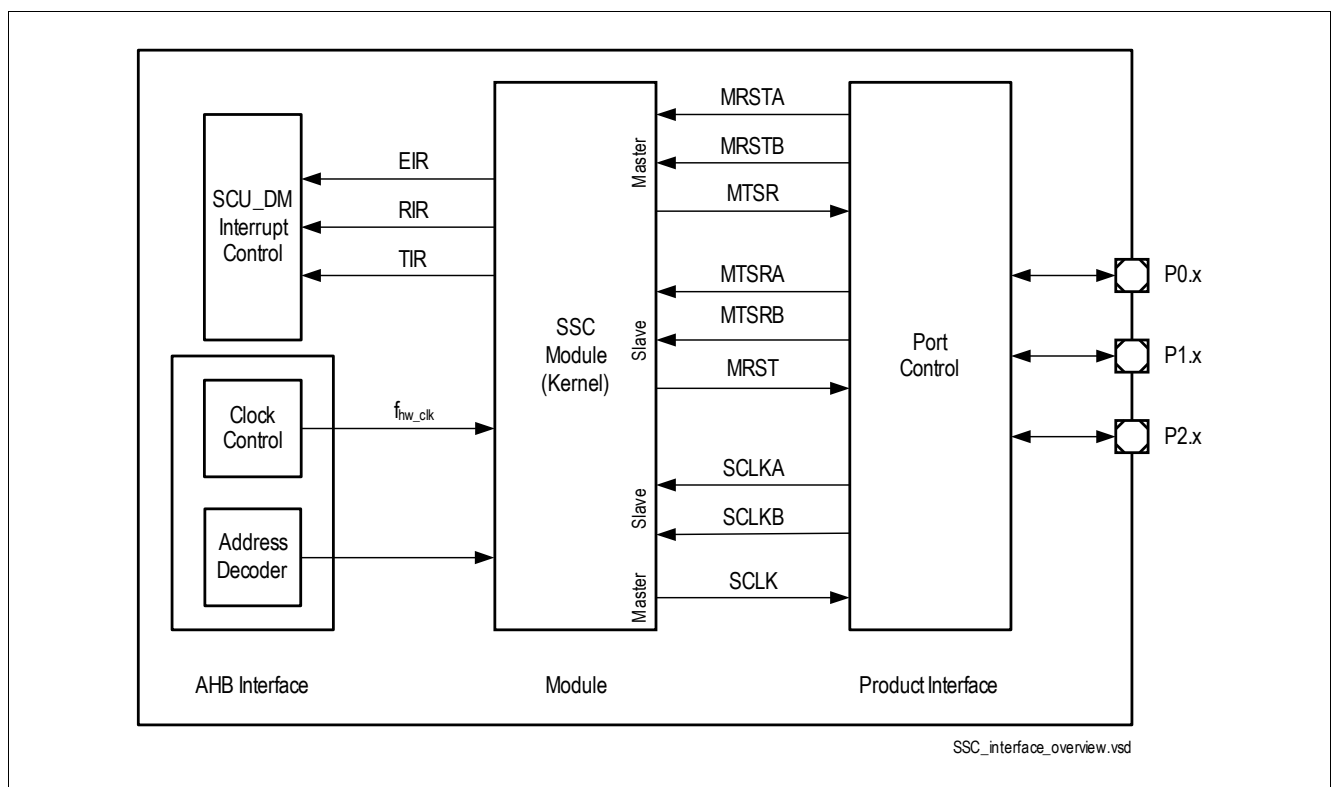 SCU_DM
Interrupt
Control
EIR
RIR
TIR
Clock
Control
f hw_clk
Address
Decoder
AHB Interface
SSC
Module
(Kernel)
Master
Slave
Slave
Master
Module
MRSTA
MRSTB
MTSR
MTSRA
MTSRB
MRST
SCLKA
SCLKB
SCLK
Port
Control
Product Interface
P0.x
P1.x
P2.x
SSC_interface_overview.vsd